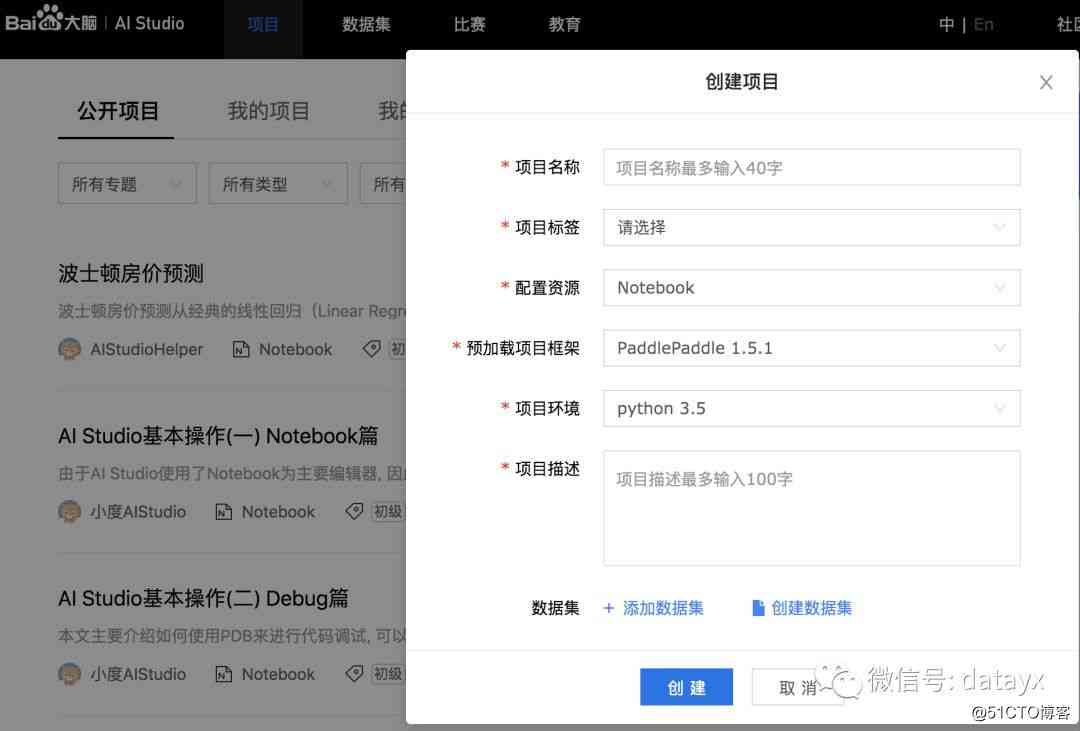 Bai du 大脑 | AI Studio 项目 数据集 比赛 教育 中 | En 社区
创建项目
公开项目 我的项目 我的
所有专题 所有类型 所有
波士顿房价预测
波士顿房价预测从经典的线性回归（Linear Regre
AIStudioHelper Notebook 初
AI Studio基本操作(一) Notebook篇
由于AI Studio使用了Notebook为主要编辑器, 因
小度AIStudio Notebook 初级
AI Studio基本操作(二) Debug篇
本文主要介绍如何使用PDB来进行代码调试, 可以
小度AIStudio Notebook 初级
* 项目名称 项目名称最多输入40字
* 项目标签 请选择
* 配置资源 Notebook
* 预加载项目框架 PaddlePaddle 1.5.1
* 项目环境 python 3.5
* 项目描述 项目描述最多输入100字
数据集 + 添加数据集 创建数据集
创 建 取 消
微信号: datayx
@51CTO博客